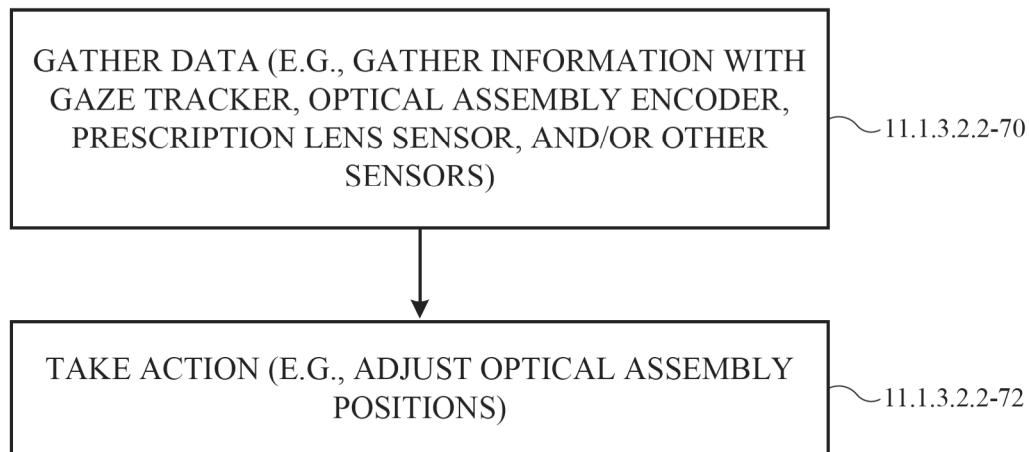 GATHER DATA (E.G., GATHER INFORMATION WITH
GAZE TRACKER, OPTICAL ASSEMBLY ENCODER,
PRESCRIPTION LENS SENSOR, AND/OR OTHER
SENSORS)
11.1.3.2.2-70
TAKE ACTION (E.G., ADJUST OPTICAL ASSEMBLY
POSITIONS)
11.1.3.2.2-72